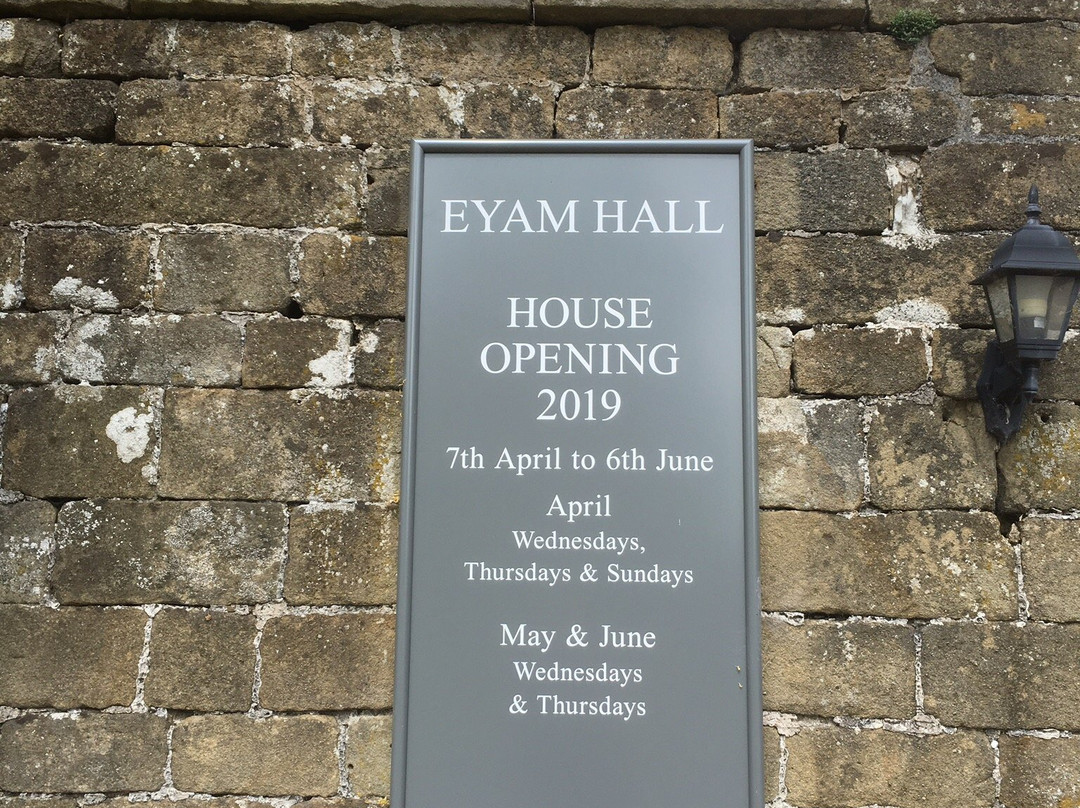 EYAM HALL
HOUSE
OPENING
2019
7th April to 6th June
April
Wednesdays,
Thursdays & Sundays
May & June
Wednesdays
& Thursdays